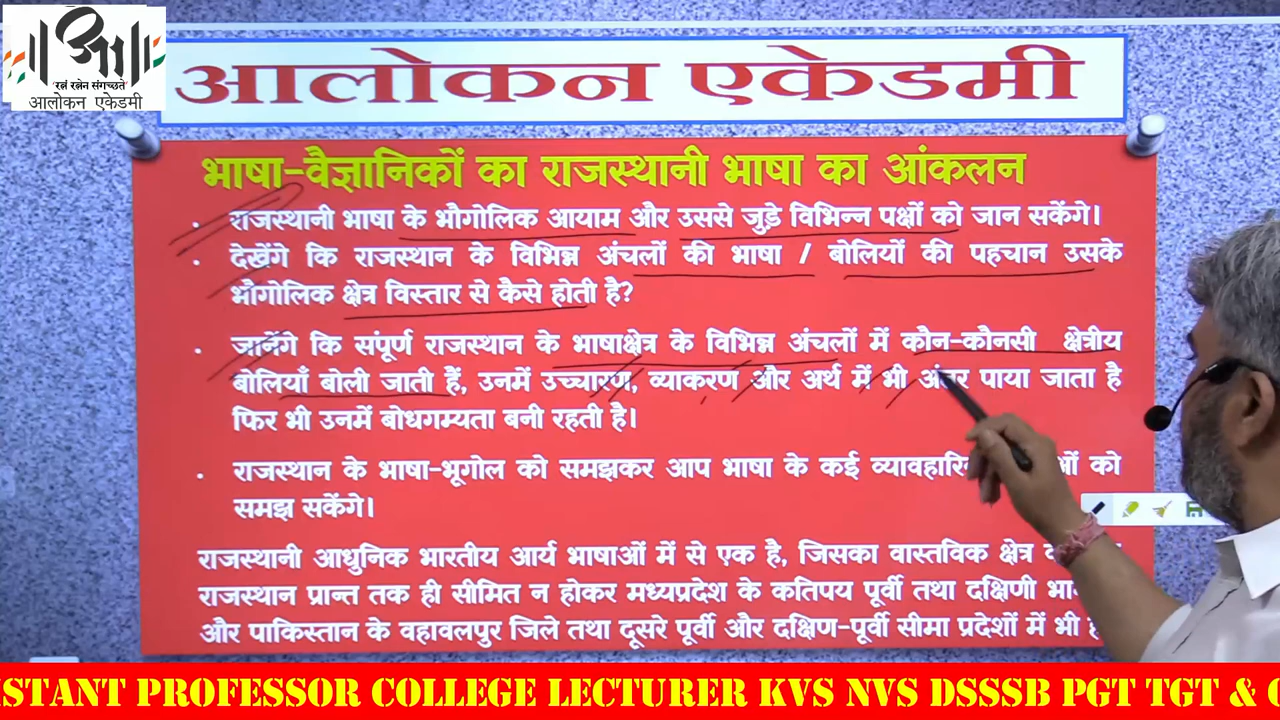 रत्नं रत्नेन संगच्छते
आलोकन एकेडमी
आलोकन एकेडमी
भाषा-वैज्ञानिकों का राजस्थानी भाषा का आंकलन
राजस्थानी भाषा के भौगोलिक आयाम और उससे जुड़े विभिन्न पक्षों को जान सकेंगे।
देखेंगे कि राजस्थान के विभिन्न अंचलों की भाषा / बोलियों की पहचान उसके
भौगोलिक क्षेत्र विस्तार से कैसे होती है?
जानेंगे कि संपूर्ण राजस्थान के भाषाक्षेत्र के विभिन्न अंचलों में कौन-कौनसी क्षेत्रीय
बोलियाँ बोली जाती हैं, उनमें उच्चारण, व्याकरण और अर्थ में भी अंतर पाया जाता है
फिर भी उनमें बोधगम्यता बनी रहती है।
राजस्थान के भाषा-भूगोल को समझकर आप भाषा के कई को
समझ सकेंगे।
राजस्थानी आधुनिक भारतीय आर्य भाषाओं में से एक है, जिसका वास्तविक क्षेत्र
राजस्थान प्रान्त तक ही सीमित न होकर मध्यप्रदेश के कतिपय पूर्वी तथा दक्षिणी
और पाकिस्तान के वहावलपुर जिले तथा दूसरे पूर्वी और दक्षिण-पूर्वी सीमा प्रदेशों में भी
ISTANT PROFESSOR COLLEGE LECTURER KVS NVS DSSSB PGT TGT &